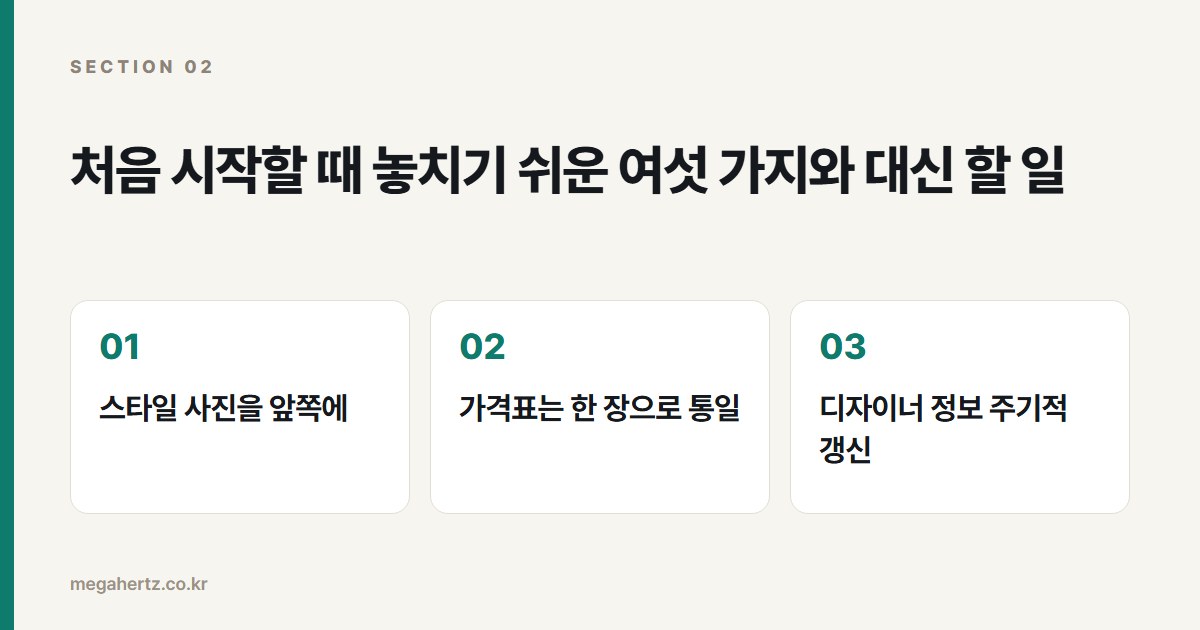 SECTION 02
처음 시작할 때 놓치기 쉬운 여섯 가지와 대신 할 일
01
스타일 사진을 앞쪽에
02
가격표는 한 장으로 통일
03
디자이너 정보 주기적
갱신
megahertz.co.kr